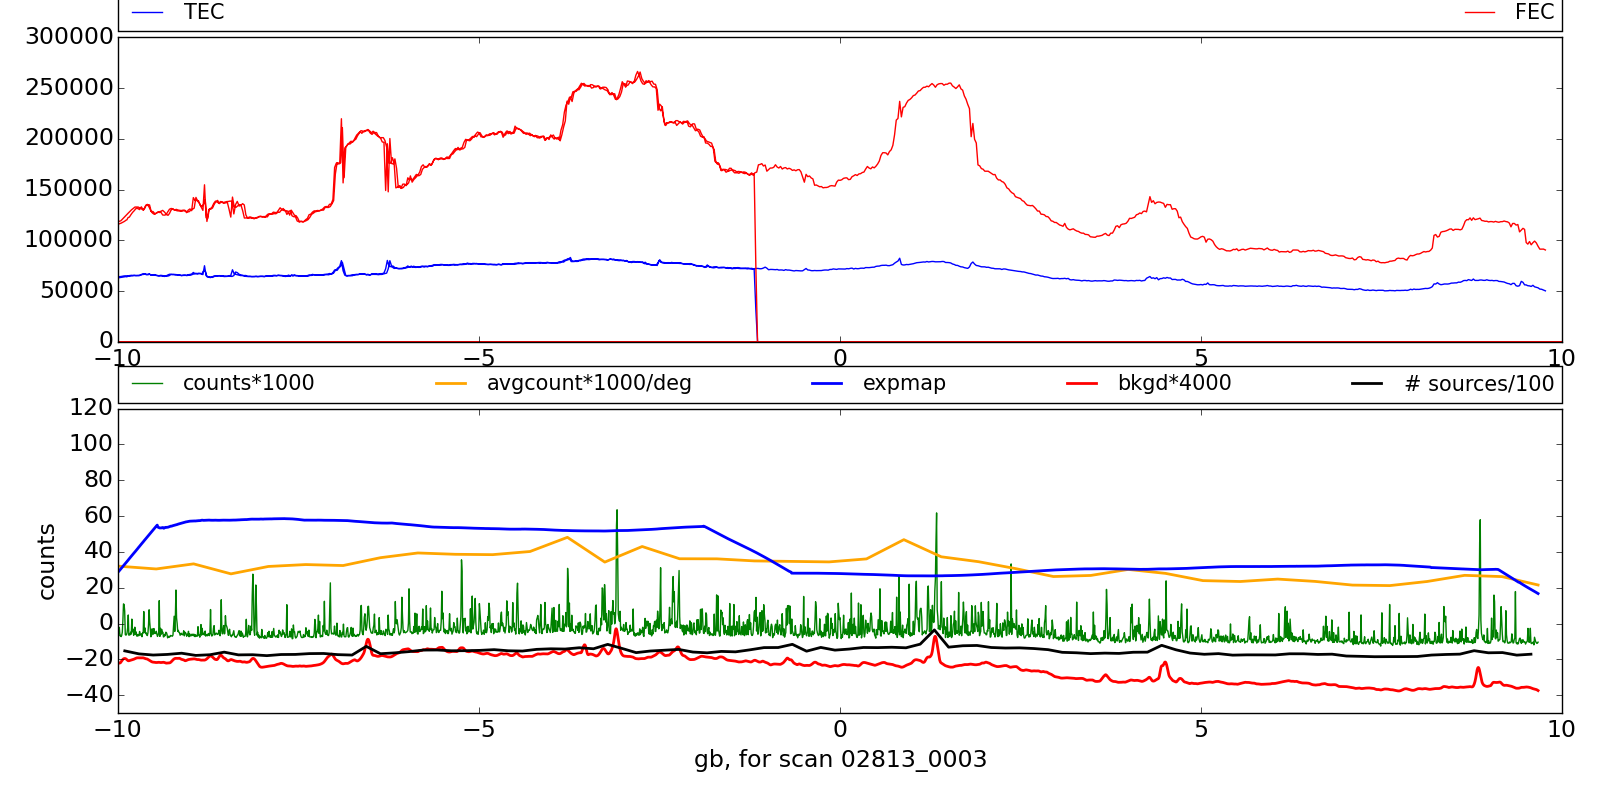 TEC FEC
300000
250000
200000
150000
100000
50000
0
−10 −5 0 5 10
counts*1000 avgcount*1000/deg expmap bkgd*4000 # sources/100
120
100
80
60
40
20
0
−20
−40
counts
−10 −5 0 5 10
gb, for scan 02813_0003